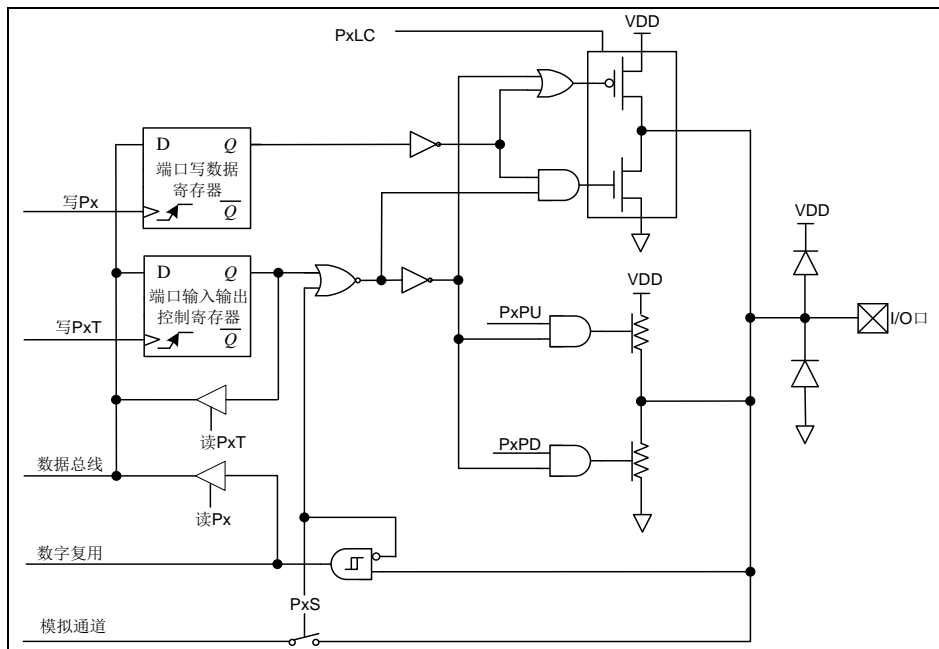 PxLC
VDD
D Q
端口写数据
寄存器
写Px
Q
D Q
端口输入输出
控制寄存器
写PxT
Q
VDD
VDD
PxPU
I/O口
读PxT
PxPD
数据总线
读Px
数字复用
PxS
模拟通道